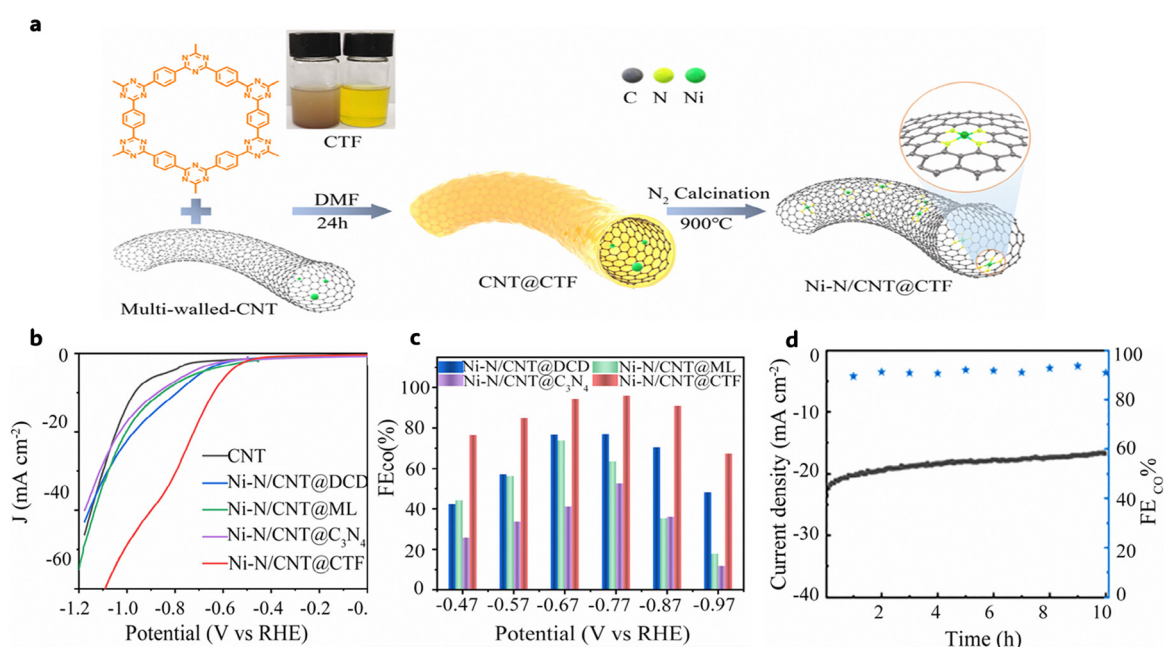 a
CTF
DMF
24h
Multi-walled-CNT
CNT@CTF
C N Ni
N₂ Calcination
900°C
Ni-N/CNT@CTF
b
J (mA cm⁻²)
0
-20
-40
-60
-1.2 -1.0 -0.8 -0.6 -0.4 -0.
Potential (V vs RHE)
CNT
Ni-N/CNT@DCD
Ni-N/CNT@ML
Ni-N/CNT@C₃N₄
Ni-N/CNT@CTF
c
FEco(%)
100
80
60
40
20
0
-0.47 -0.57 -0.67 -0.77 -0.87 -0.97
Potential (V vs RHE)
Ni-N/CNT@DCD Ni-N/CNT@ML
Ni-N/CNT@C₃N₄ Ni-N/CNT@CTF
d
Current density (mA cm⁻²)
0
-10
-20
-30
-40
2 4 6 8 10
Time (h)
100
80
60
40
20
0
FE CO%